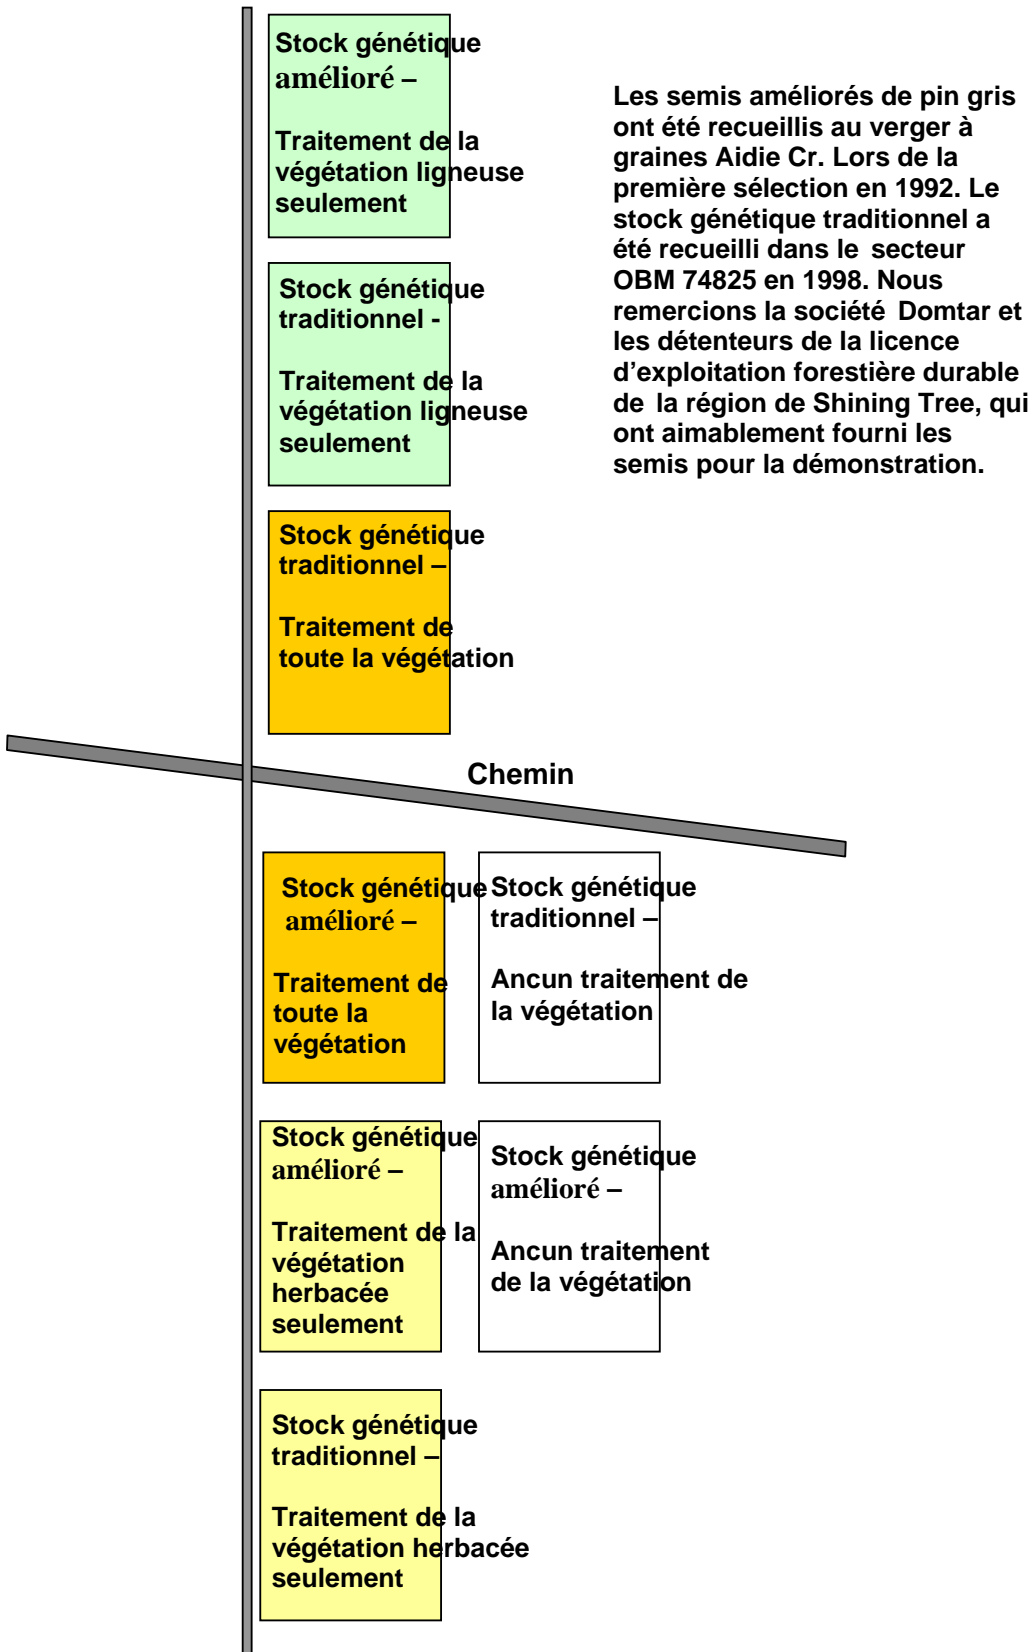 Stock génétique
amélioré –
Traitement de la
végétation ligneuse
seulement
Les semis améliorés de pin gris
ont été recueillis au verger à
graines Aidie Cr. Lors de la
première sélection en 1992. Le
stock génétique traditionnel a
été recueilli dans le secteur
OBM 74825 en 1998. Nous
remercions la société Domtar et
les détenteurs de la licence
d'exploitation forestière durable
de la région de Shining Tree, qui
ont aimablement fourni les
semis pour la démonstration.
Stock génétique
traditionnel -
Traitement de la
végétation ligneuse
seulement
Stock génétique
traditionnel –
Traitement de
toute la végétation
Chemin
Stock génétique
amélioré –
Traitement de
toute la
végétation
Stock génétique
traditionnel –
Ancun traitement de
la végétation
Stock génétique
amélioré –
Traitement de la
végétation
herbacée
seulement
Stock génétique
amélioré –
Ancun traitement
de la végétation
Stock génétique
traditionnel –
Traitement de la
végétation herbacée
seulement